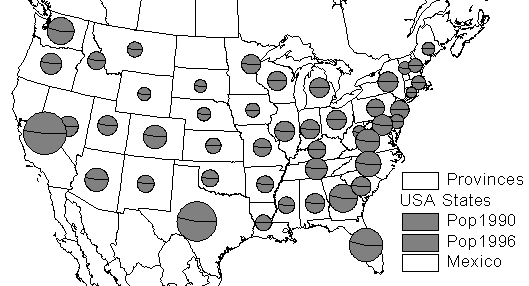 Provinces
USA States
Pop1990
Pop1996
Mexico